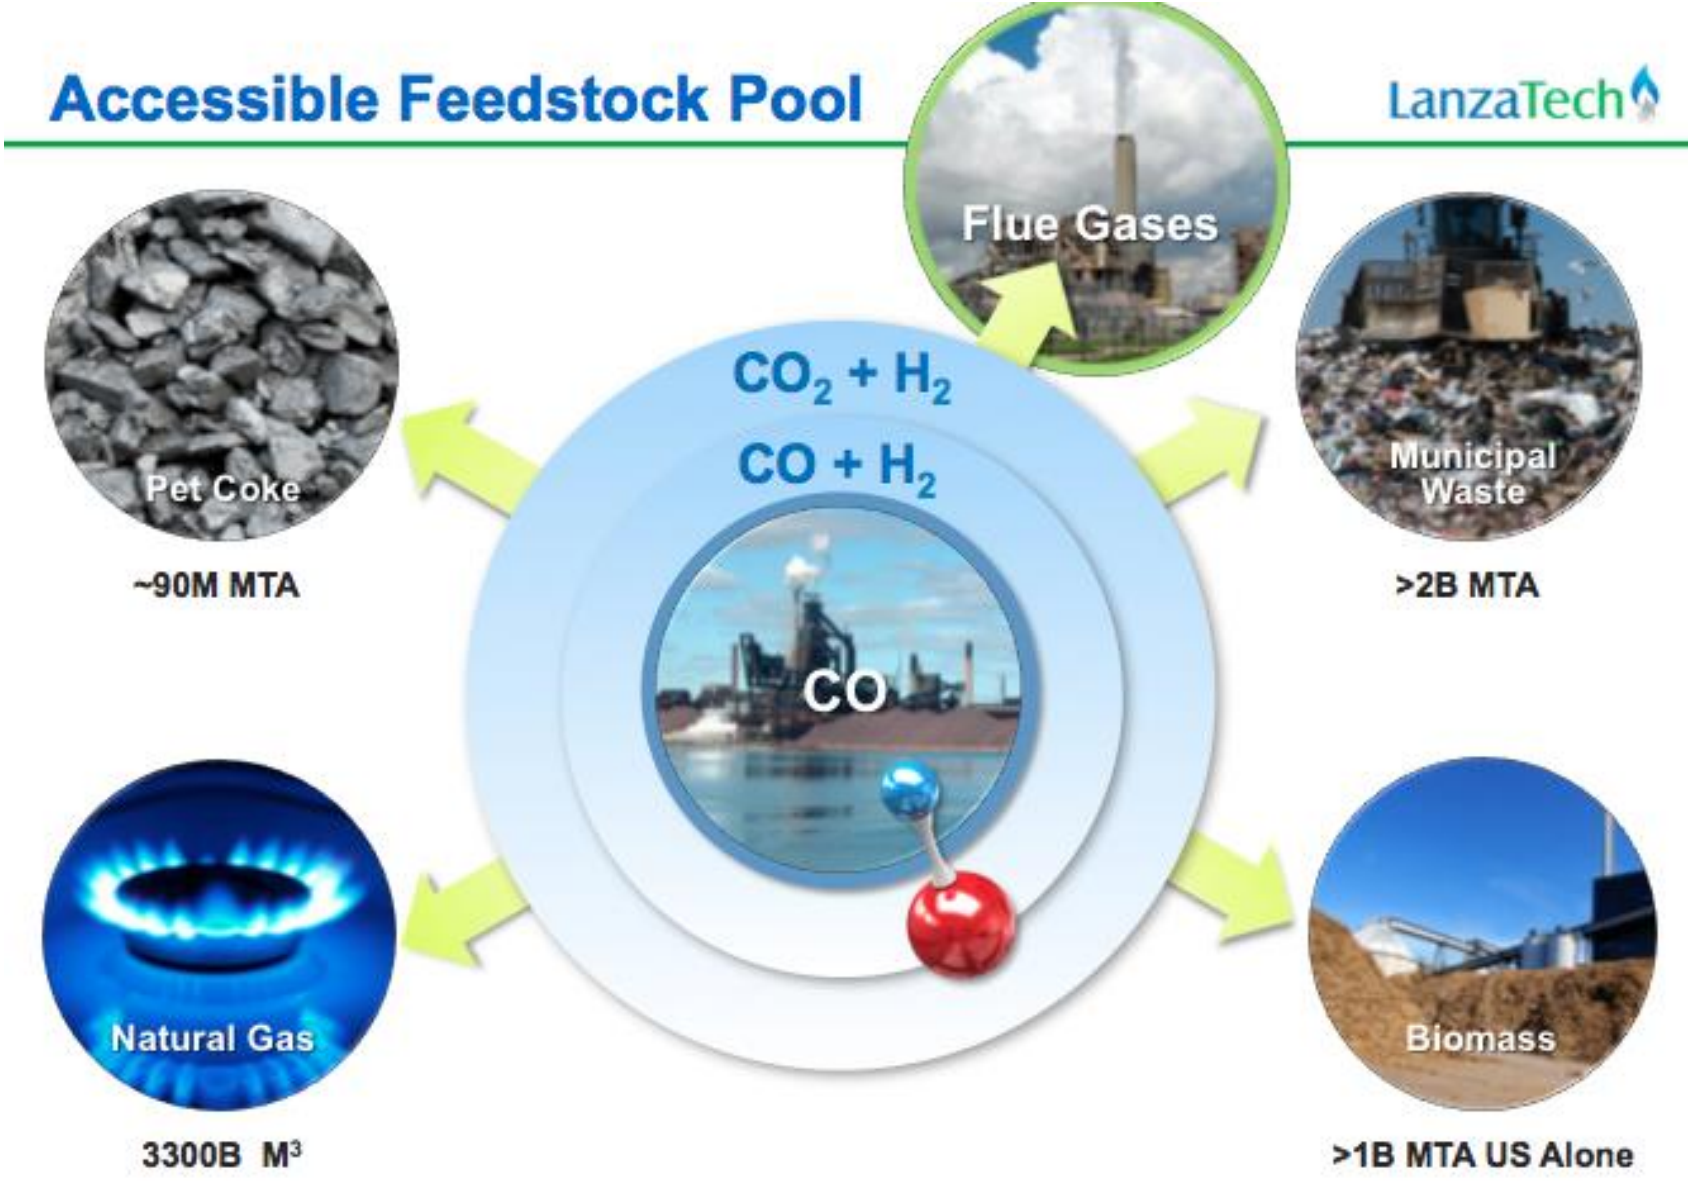 Accessible Feedstock Pool
LanzaTech
Flue Gases
Pet Coke
~90M MTA
Municipal
Waste
>2B MTA
CO₂ + H₂
CO + H₂
CO
Natural Gas
3300B M³
Biomass
>1B MTA US Alone